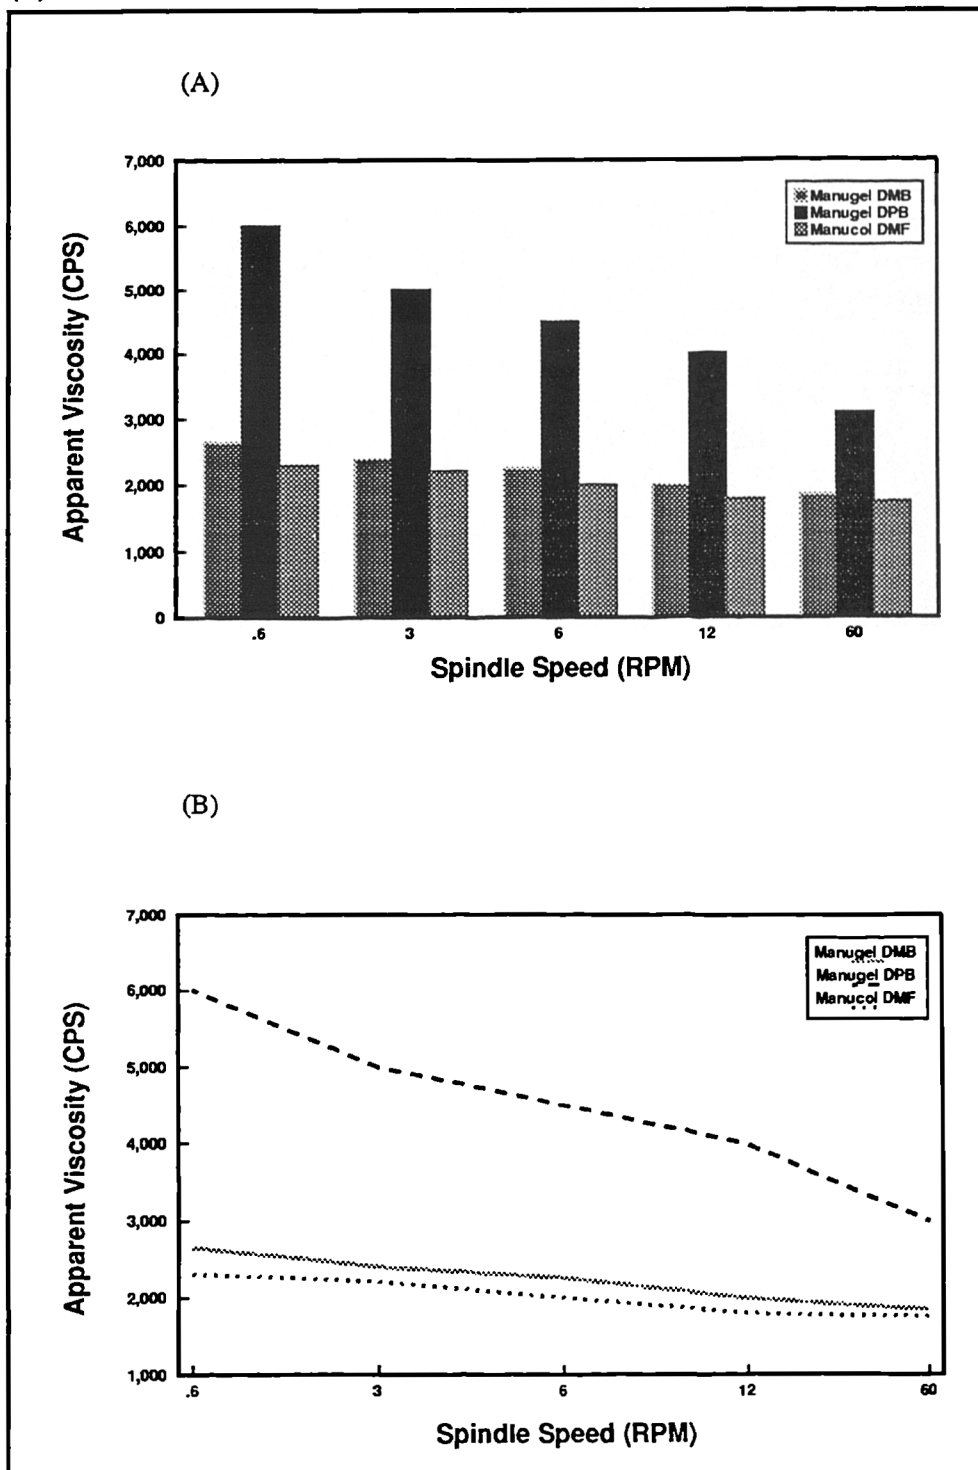 (A)
7,000
6,000
5,000
4,000
3,000
2,000
1,000
0
Apparent Viscosity (CPS)
Manugel DMB
Manugel DPB
Manucol DMF
.6 3 6 12 60
Spindle Speed (RPM)
(B)
7,000
6,000
5,000
4,000
3,000
2,000
1,000
Apparent Viscosity (CPS)
Manugel DMB
Manugel DPB
Manucol DMF
.6 3 6 12 60
Spindle Speed (RPM)